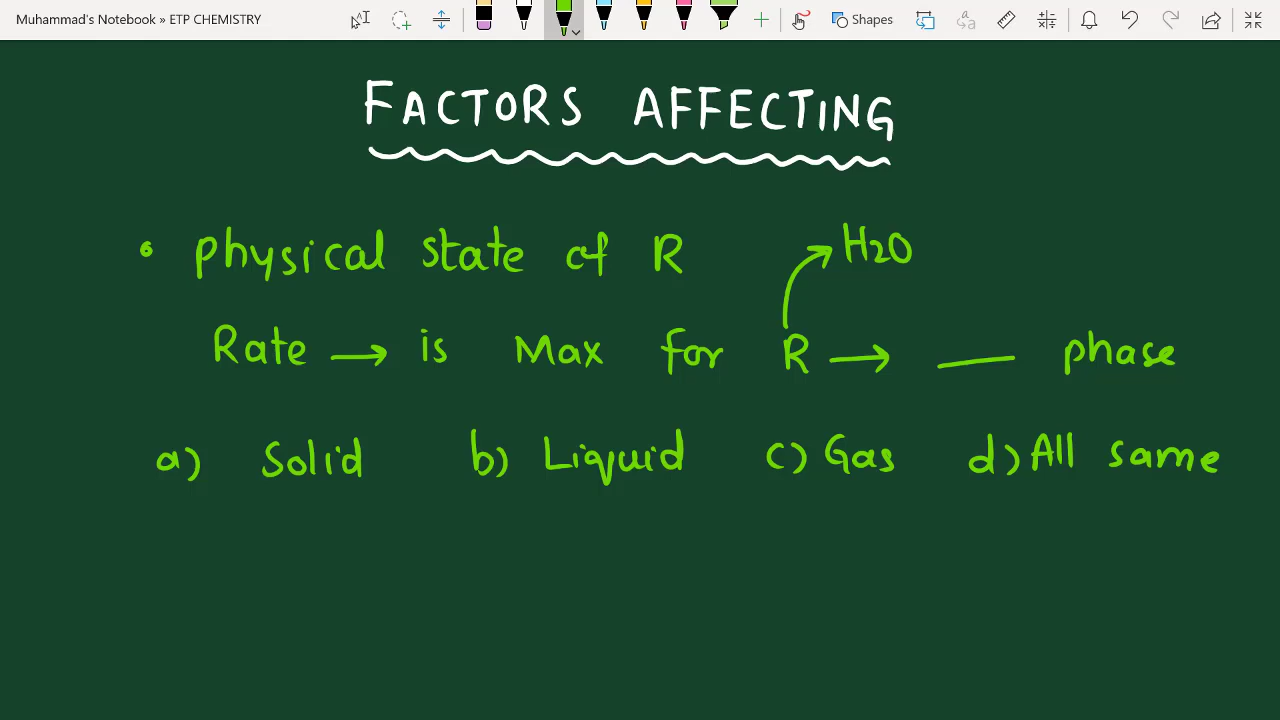 Muhammad's Notebook » ETP CHEMISTRY
Shapes
FACTORS AFFECTING
• Physical state of R
H2O
Rate → is Max for R → __ phase
a) Solid b) Liquid c) Gas d) All same